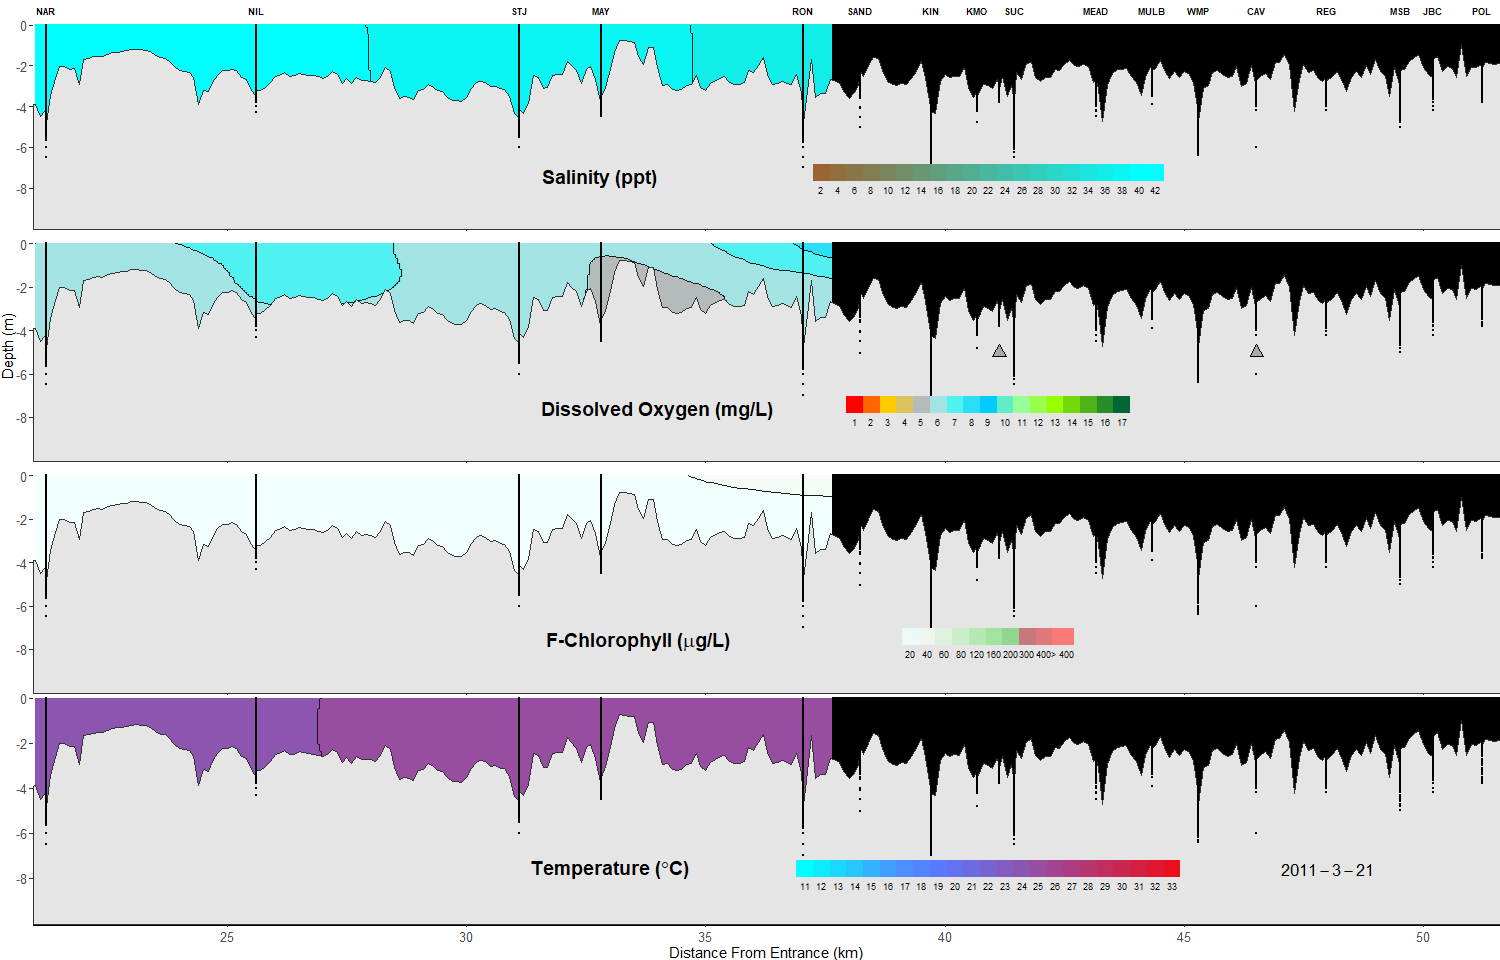 NAR NIL STJ MAY RON SAND KIN KMO SUC MEAD MULB WMP CAV REG MSB JBC POL
0
-2
-4
-6
-8
Salinity (ppt)
2 4 6 8 10 12 14 16 18 20 22 24 26 28 30 32 34 36 38 40 42
0
-2
-4
-6
-8
Depth (m)
Dissolved Oxygen (mg/L)
1 2 3 4 5 6 7 8 9 10 11 12 13 14 15 16 17
0
-2
-4
-6
-8
F-Chlorophyll (μg/L)
20 40 60 80 120 160 200 300 400 > 400
0
-2
-4
-6
-8
Temperature (°C)
11 12 13 14 15 16 17 18 19 20 21 22 23 24 25 26 27 28 29 30 31 32 33
2011 – 3 – 21
25 30 35 40 45 50
Distance From Entrance (km)